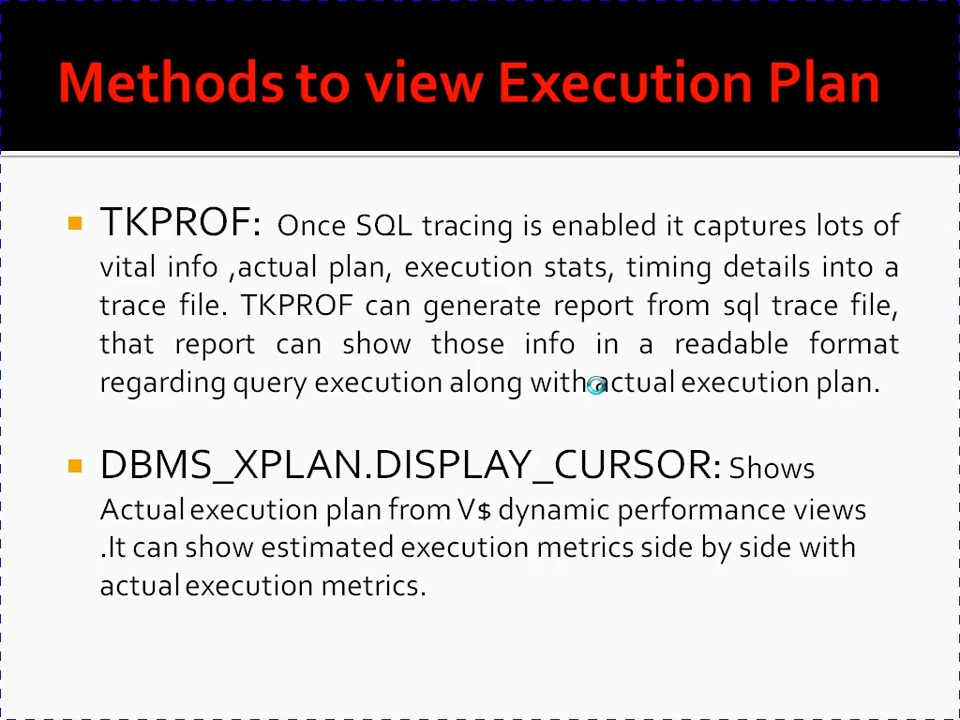 Methods to view Execution Plan
TKPROF: Once SQL tracing is enabled it captures lots of
vital info ,actual plan, execution stats, timing details into a
trace file. TKPROF can generate report from sql trace file,
that report can show those info in a readable format
regarding query execution along with actual execution plan.
DBMS_XPLAN.DISPLAY_CURSOR: Shows
Actual execution plan from V$ dynamic performance views
.It can show estimated execution metrics side by side with
actual execution metrics.